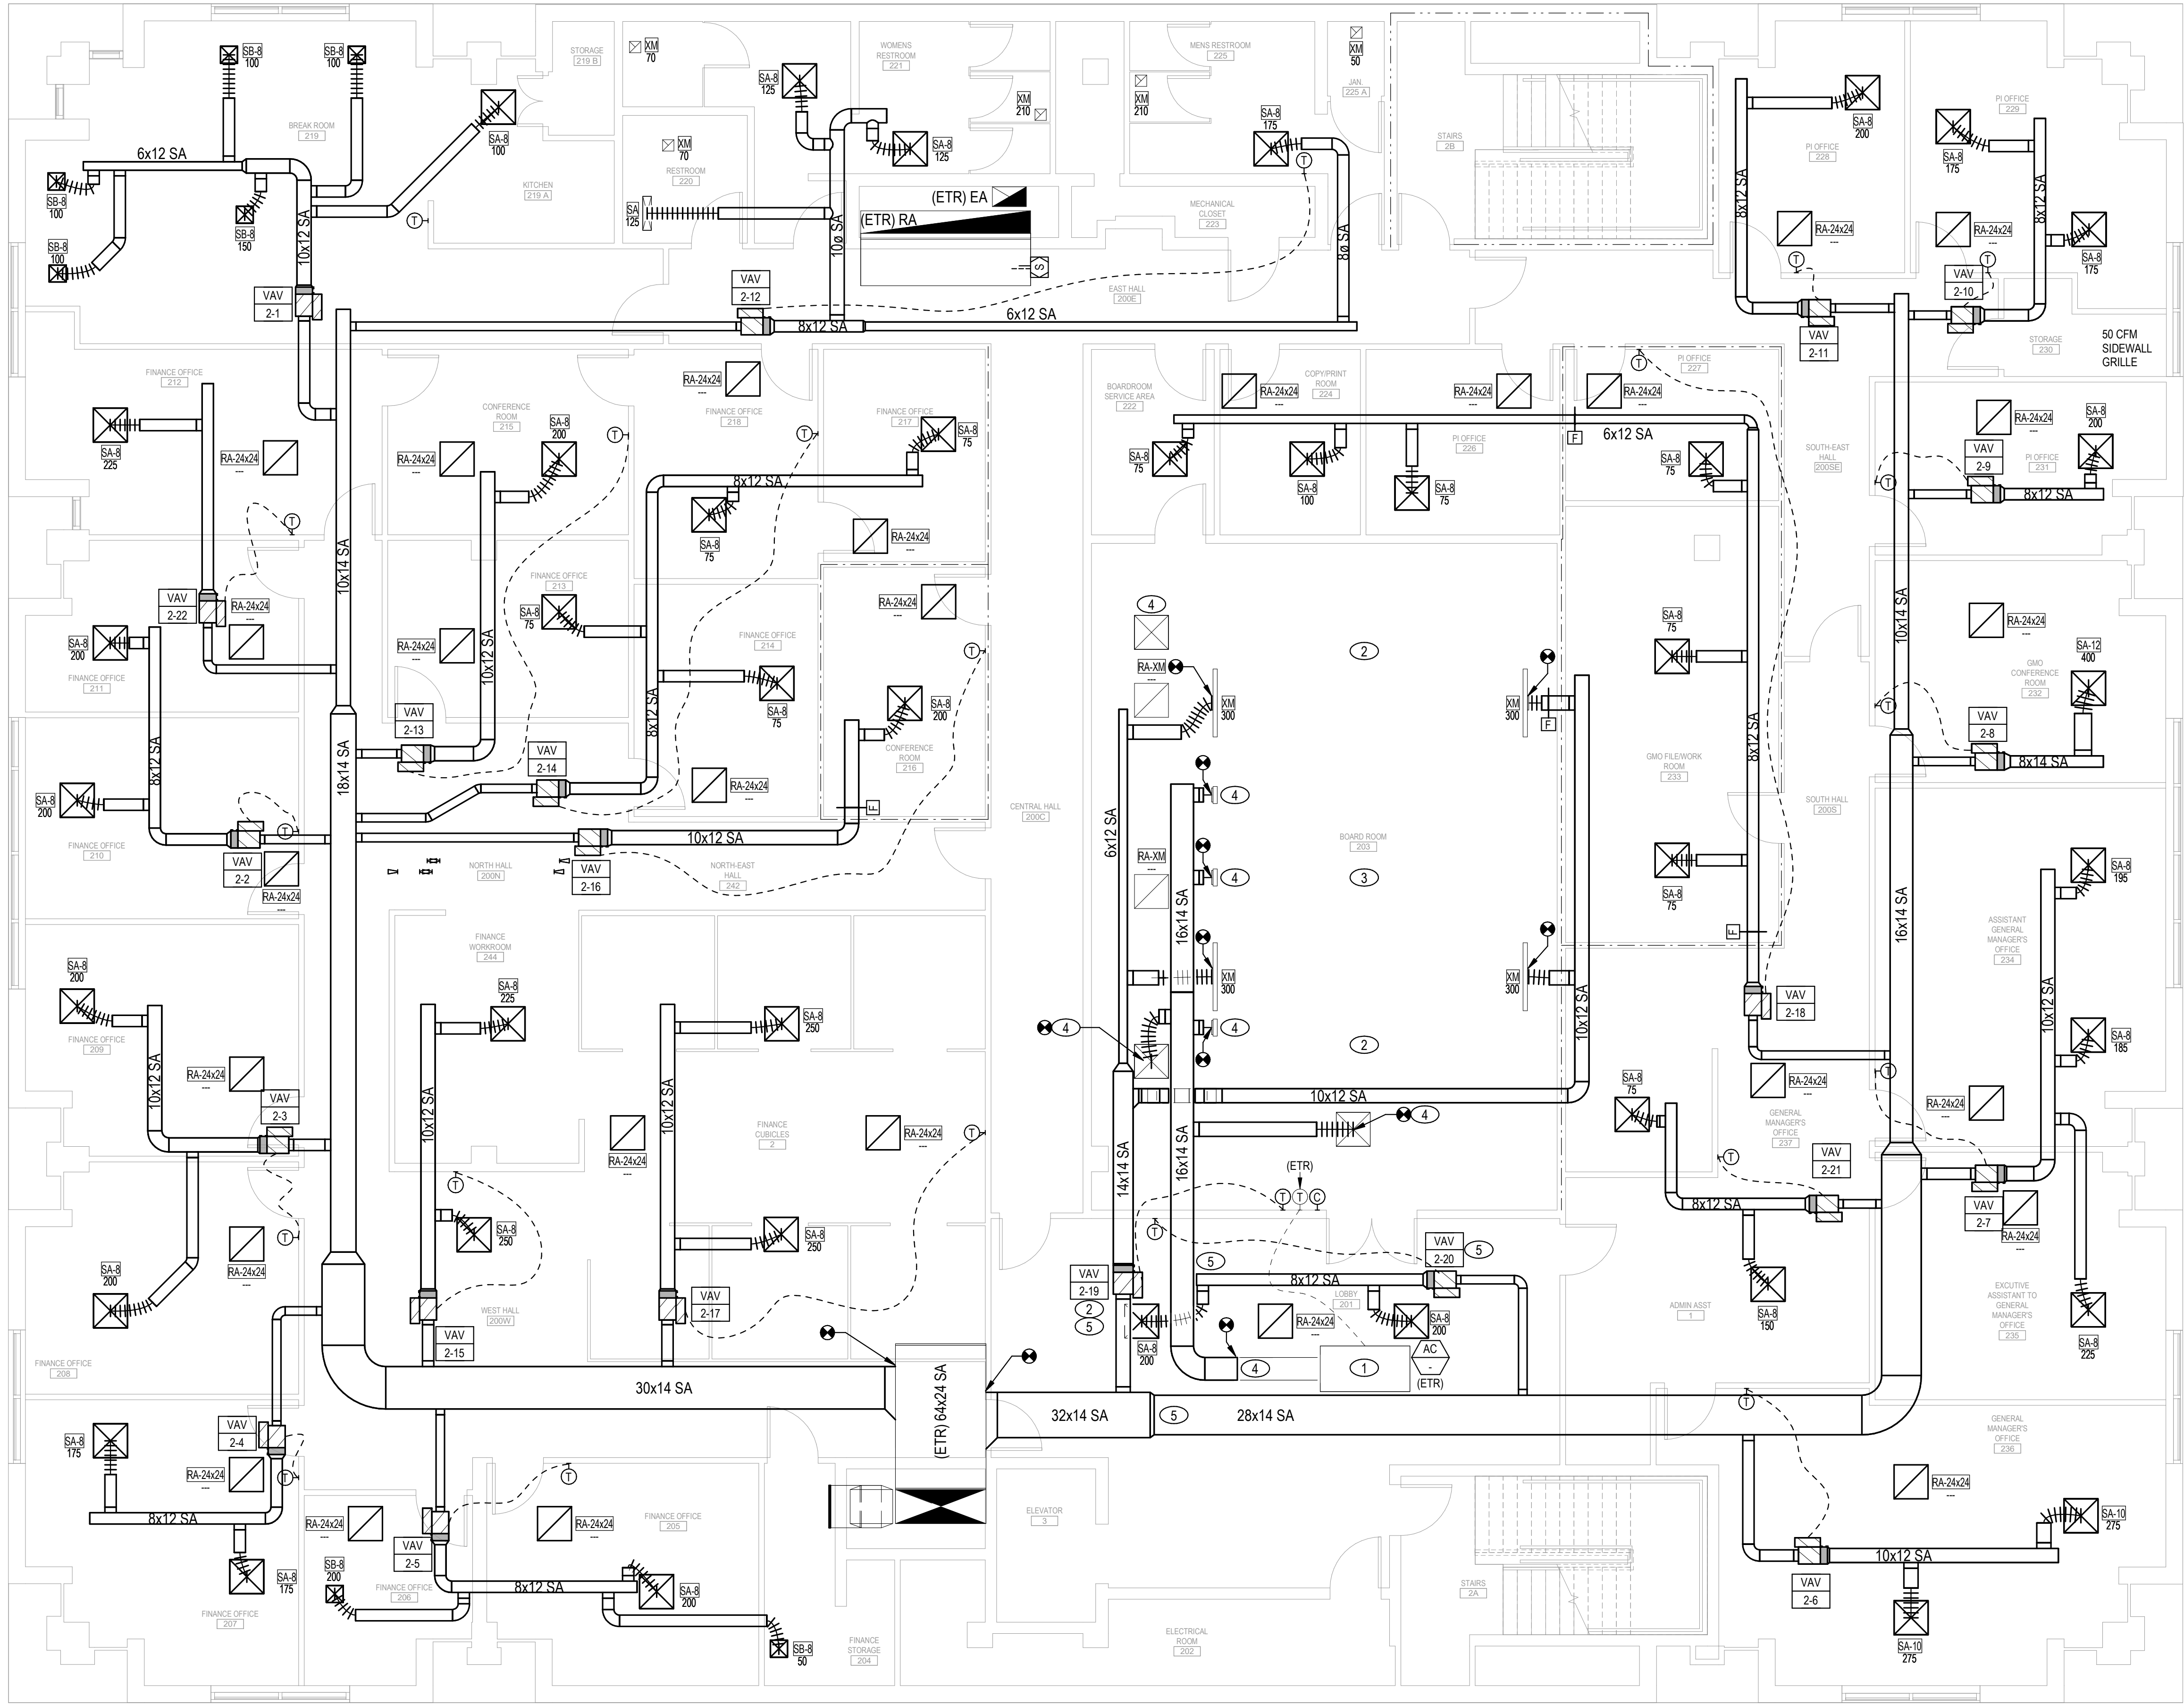 SB-8
100
SB-8
100
STORAGE
219 B
XM
70
WOMENS
RESTROOM
221
MENS RESTROOM
225
XM
50
JAN.
225 A
SA-8
125
SA-8
100
BREAK ROOM
219
XM
210
XM
210
SA-8
175
STAIRS
2B
SA-8
200
PI OFFICE
229
PI OFFICE
228
SA-8
175
6x12 SA
XM
70
RESTROOM
220
SA-8
125
KITCHEN
219 A
SB-8
100
SB-8
150
SB-8
100
10x12 SA
T
SA
125
10ø SA
(ETR) EA
(ETR) RA
S
MECHANICAL
CLOSET
223
T
8ø SA
8x12 SA
8x12 SA
RA-24x24
---
RA-24x24
---
SA-8
175
T
T
VAV
2-1
VAV
2-12
EAST HALL
200E
8x12 SA
6x12 SA
VAV
2-10
VAV
2-11
STORAGE
230
50 CFM
SIDEWALL
GRILLE
FINANCE OFFICE
212
SA-8
225
RA-24x24
---
CONFERENCE
ROOM
215
RA-24x24
---
SA-8
200
T
RA-24x24
---
FINANCE OFFICE
218
T
FINANCE OFFICE
217
SA-8
75
BOARDROOM
SERVICE AREA
222
COPY/PRINT
ROOM
224
RA-24x24
---
RA-24x24
---
RA-24x24
---
T
PI OFFICE
227
F
6x12 SA
PI OFFICE
226
SA-8
75
SA-8
100
SA-8
75
SA-8
75
SOUTH-EAST
HALL
200SE
RA-24x24
---
SA-8
200
VAV
2-9
PI OFFICE
231
T
8x12 SA
8x12 SA
SA-8
75
T
RA-24x24
---
10x14 SA
VAV
2-22
RA-24x24
---
FINANCE OFFICE
213
SA-8
75
RA-24x24
---
10x12 SA
SA-8
200
FINANCE OFFICE
211
FINANCE OFFICE
214
SA-8
75
RA-24x24
---
T
4
RA-XM
---
2
XM
300
XM
300
F
SA-8
75
10x14 SA
RA-24x24
---
GMO
CONFERENCE
ROOM
232
SA-12
400
T
VAV
2-8
8x14 SA
8x12 SA
18x14 SA
VAV
2-13
VAV
2-14
8x12 SA
RA-24x24
---
SA-8
200
CONFERENCE
ROOM
216
F
SA-8
200
FINANCE OFFICE
210
T
VAV
2-2
RA-24x24
---
NORTH HALL
200N
10x12 SA
VAV
2-16
NORTH-EAST
HALL
242
CENTRAL HALL
200C
6x12 SA
RA-XM
---
4
4
BOARD ROOM
203
3
16x14 SA
XM
300
XM
300
GMO FILE/WORK
ROOM
233
8x12 SA
SA-8
75
F
SOUTH HALL
200S
16x14 SA
SA-8
195
ASSISTANT
GENERAL
MANAGER'S
OFFICE
234
10x12 SA
FINANCE
WORKROOM
244
SA-8
200
FINANCE OFFICE
209
10x12 SA
RA-24x24
---
VAV
2-3
SA-8
225
10x12 SA
SA-8
250
10x12 SA
RA-24x24
---
FINANCE
CUBICLES
2
RA-24x24
---
T
4
4
2
10x12 SA
10x12 SA
VAV
2-18
T
SA-8
185
SA-8
75
RA-24x24
---
RA-24x24
---
GENERAL
MANAGER'S
OFFICE
237
4
14x14 SA
16x14 SA
(ETR)
T
T
C
T
VAV
2-21
T
8x12 SA
VAV
2-7
RA-24x24
---
T
T
SA-8
250
SA-8
250
RA-24x24
---
SA-8
200
VAV
2-20
5
5
8x12 SA
VAV
2-19
2
5
LOBBY
201
RA-24x24
---
SA-8
200
SA-8
200
4
1
AC
-
(ETR)
ADMIN ASST
1
SA-8
150
EXCUTIVE
ASSISTANT TO
GENERAL
MANAGER'S
OFFICE
235
SA-8
225
WEST HALL
200W
VAV
2-15
VAV
2-17
FINANCE OFFICE
208
30x14 SA
(ETR) 64x24 SA
32x14 SA
5
28x14 SA
T
VAV
2-4
SA-8
175
RA-24x24
---
T
T
GENERAL
MANAGER'S
OFFICE
236
RA-24x24
---
8x12 SA
SA-8
175
FINANCE OFFICE
207
RA-24x24
---
VAV
2-5
SB-8
200
FINANCE OFFICE
206
RA-24x24
---
FINANCE OFFICE
205
8x12 SA
SA-8
200
SB-8
50
FINANCE
STORAGE
204
ELEVATOR
3
ELECTRICAL
ROOM
202
STAIRS
2A
SA-10
275
10x12 SA
VAV
2-6
SA-10
275